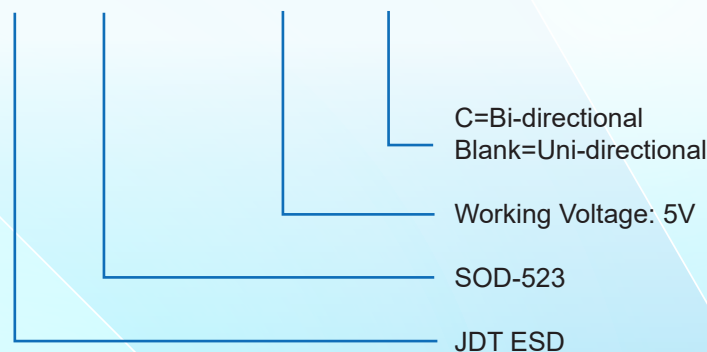 C=Bi-directional
Blank=Uni-directional
Working Voltage: 5V
SOD-523
JDT ESD